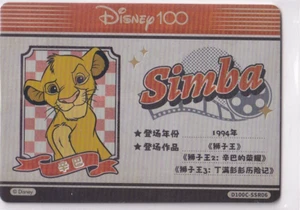 Disney 100
Simba
★登场年份 1994年
★登场作品 《狮子王》
《狮子王2: 辛巴的荣耀》
《狮子王3: 丁满彭彭历险记》
辛巴
© Disney
D100C-SSR06